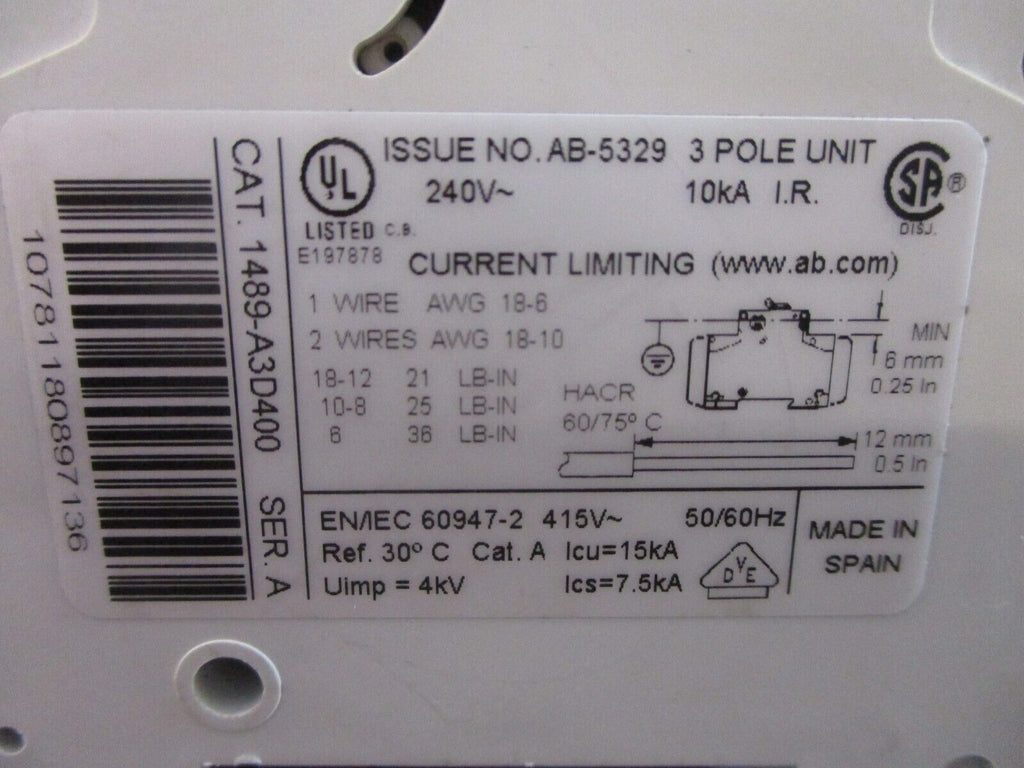 10781180897136
CAT. 1489-A3D400 SER. A
UL
LISTED C.B.
E197878
ISSUE NO. AB-5329 3 POLE UNIT
240V~ 10kA I.R.
SA ®
DISJ.
CURRENT LIMITING (www.ab.com)
1 WIRE AWG 18-6
2 WIRES AWG 18-10
18-12 21 LB-IN
10-8 25 LB-IN
6 36 LB-IN
HACR
60/75º C
MIN
6 mm
0.25 In
12 mm
0.5 In
EN/IEC 60947-2 415V~ 50/60Hz
Ref. 30º C Cat. A Icu=15kA
Uimp = 4kV Ics=7.5kA
DVE
MADE IN
SPAIN